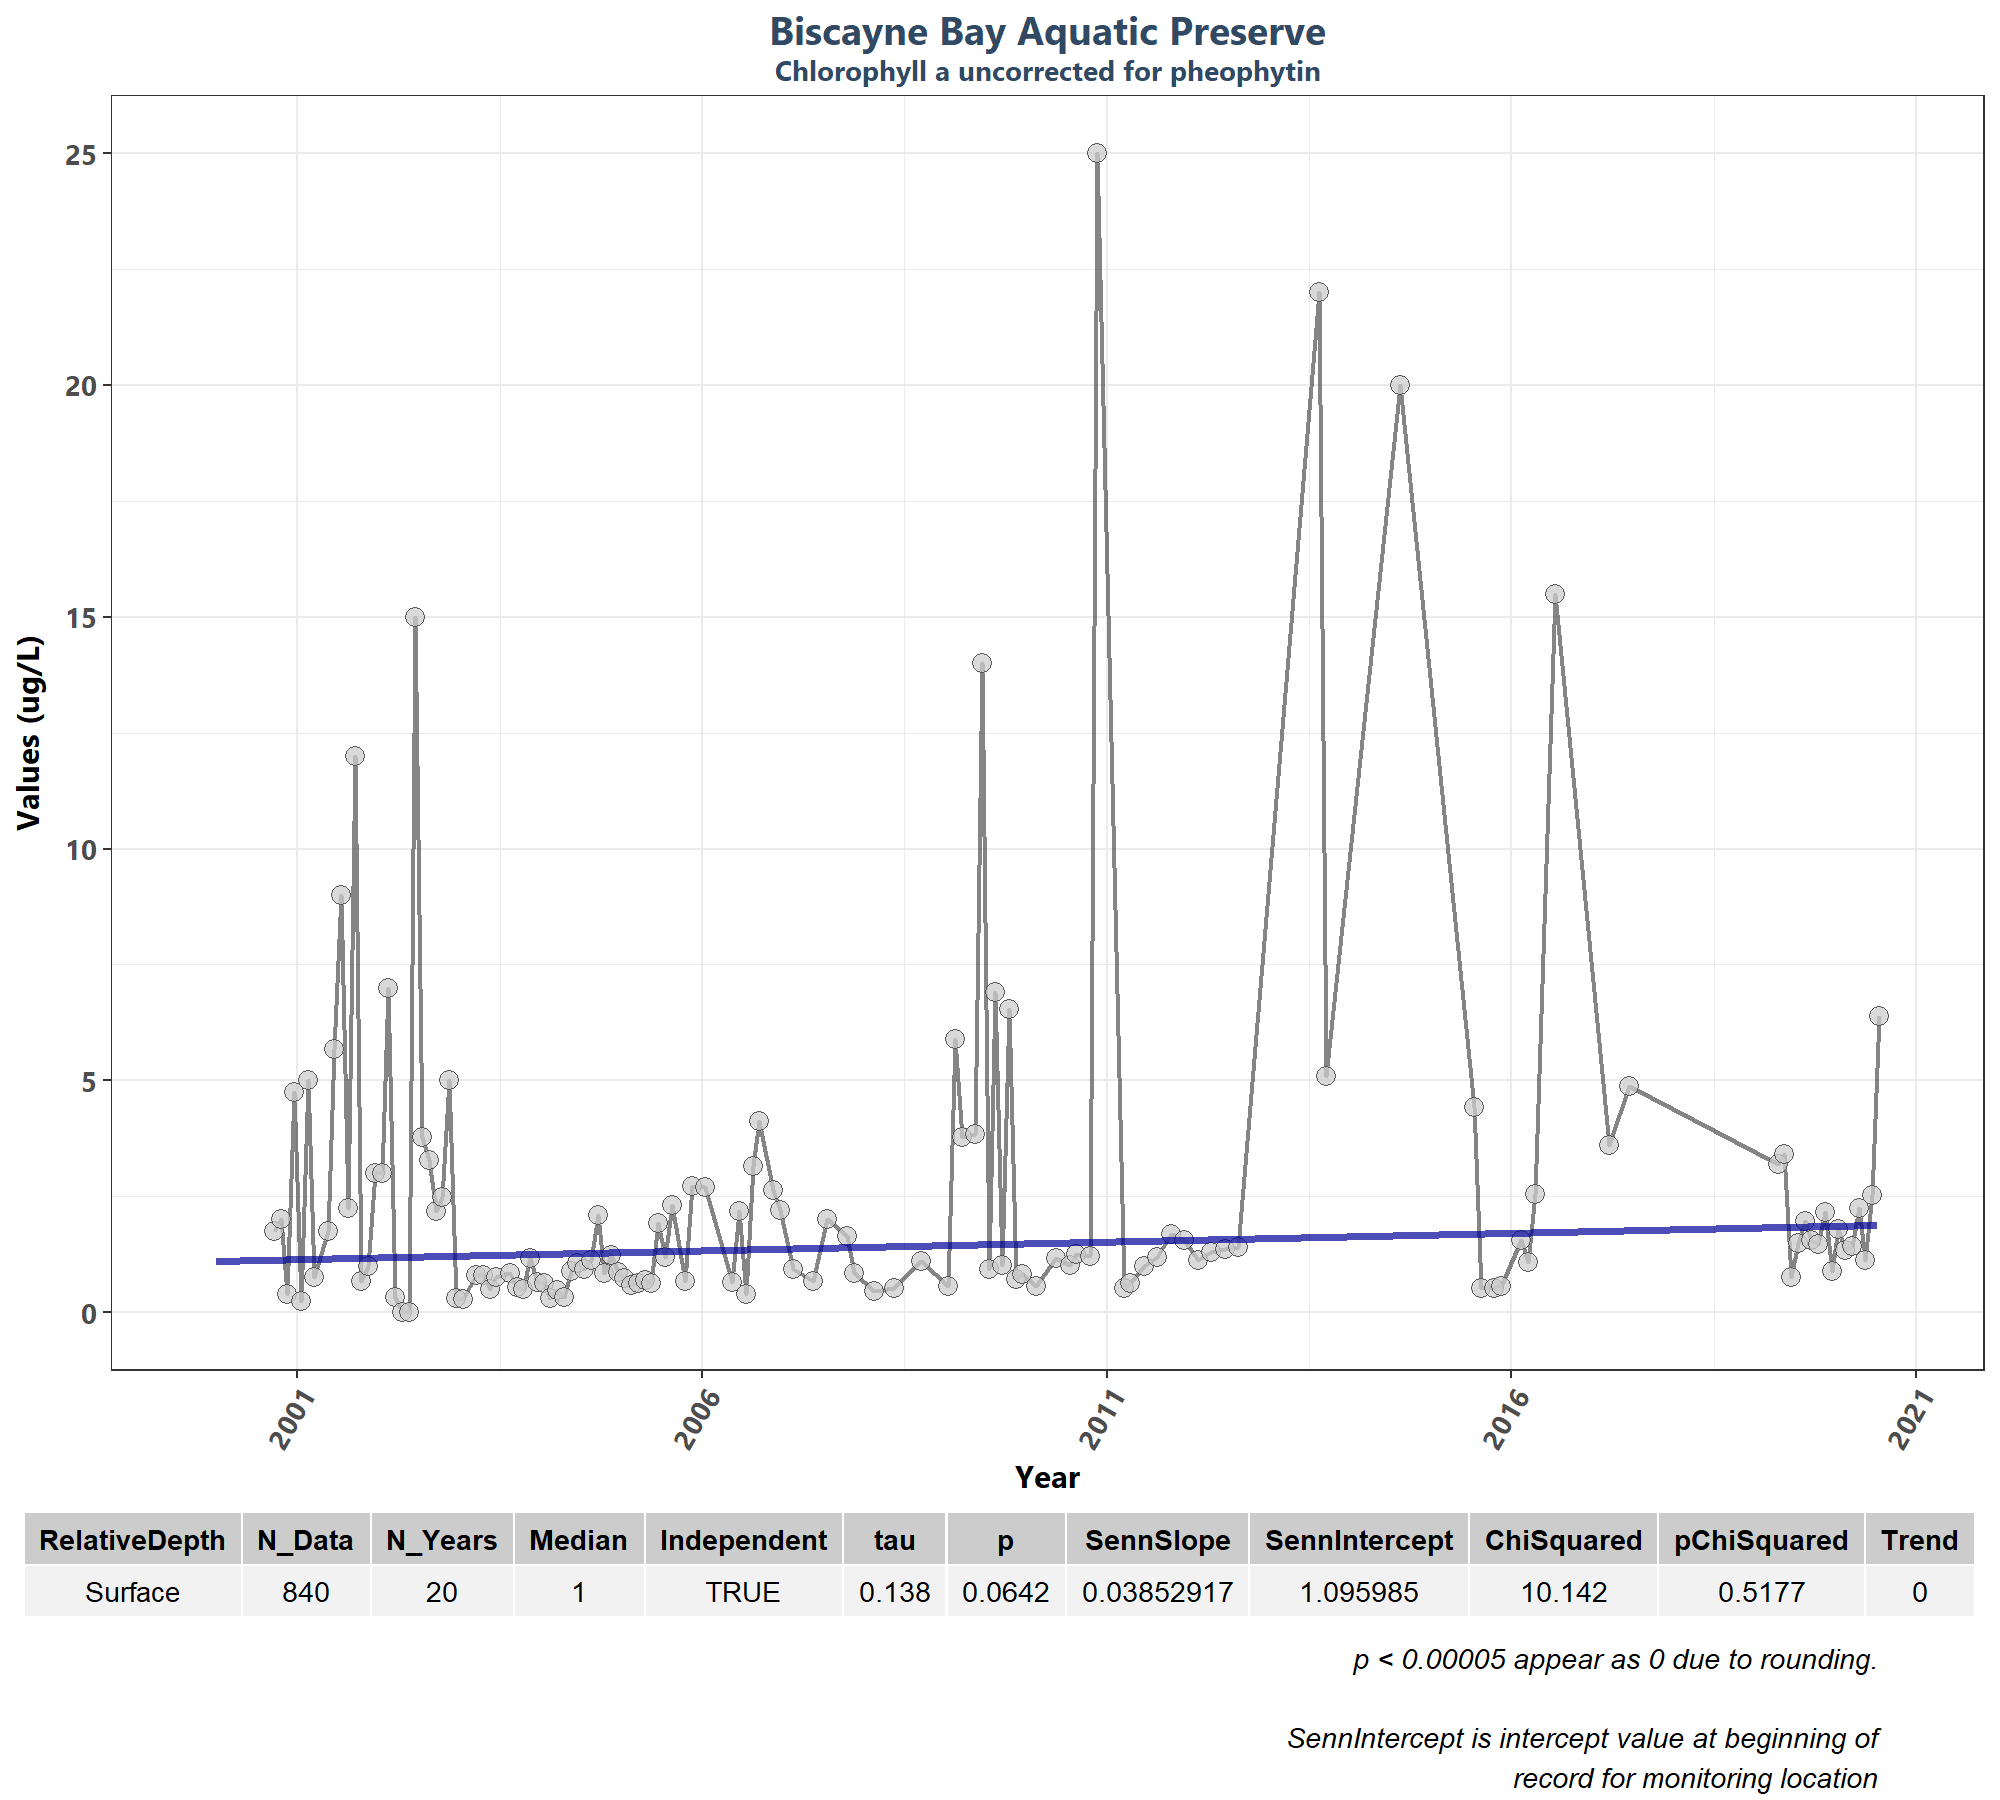 Biscayne Bay Aquatic Preserve
Chlorophyll a uncorrected for pheophytin
Values (ug/L)
25
20
15
10
5
0
2001
2006
2011
2016
2021
Year
RelativeDepth N_Data N_Years Median Independent tau p SennSlope SennIntercept ChiSquared pChiSquared Trend
Surface 840 20 1 TRUE 0.138 0.0642 0.03852917 1.095985 10.142 0.5177 0
p < 0.00005 appear as 0 due to rounding.
SennIntercept is intercept value at beginning of
record for monitoring location